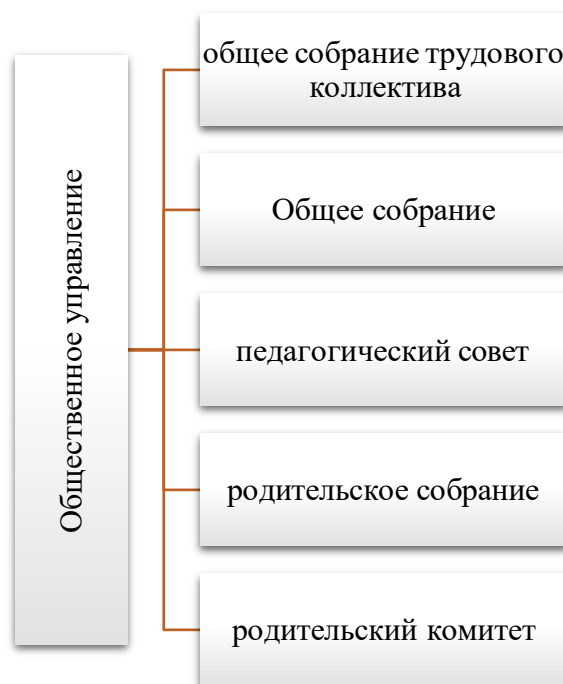 Общественное управление
общее собрание трудового
коллектива
Общее собрание
педагогический совет
родительское собрание
родительский комитет